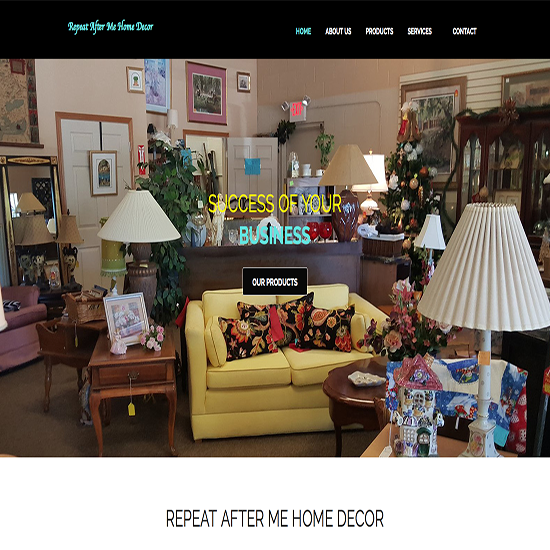 Repeat After Me Home Decor
HOME ABOUT US PRODUCTS SERVICES CONTACT
SUCCESS OF YOUR
BUSINESS
OUR PRODUCTS
REPEAT AFTER ME HOME DECOR